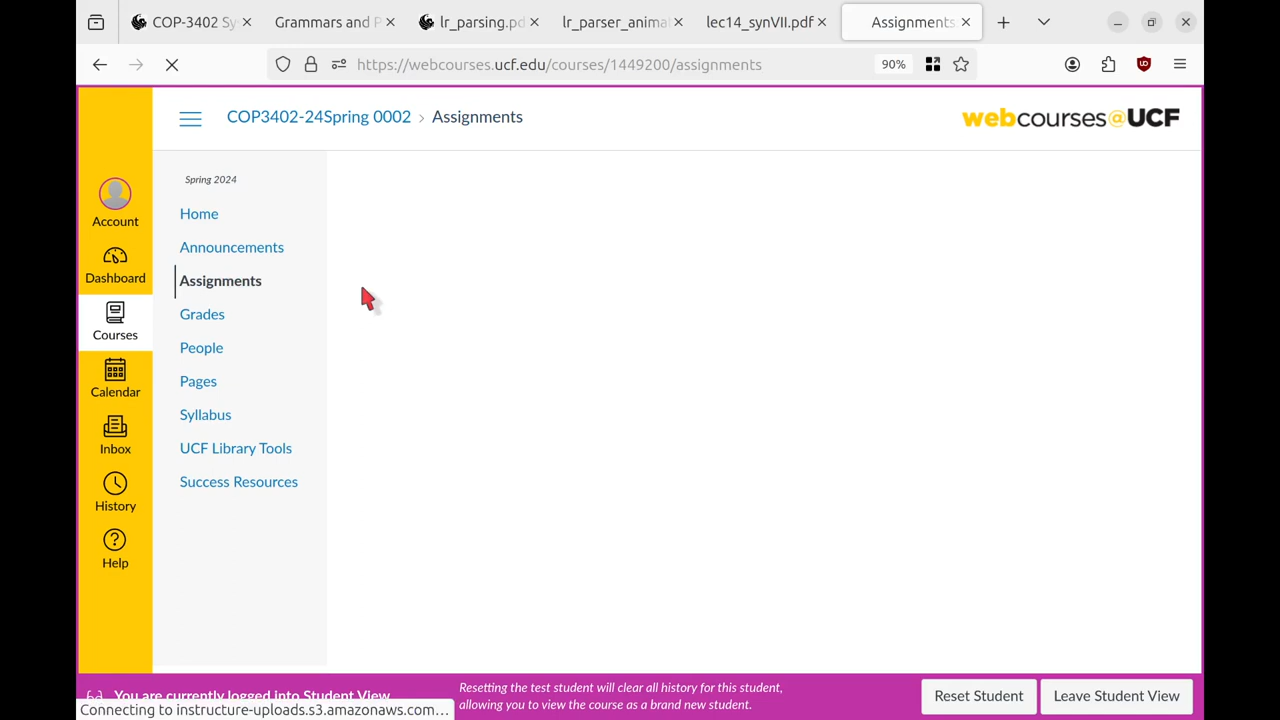 COP-3402 Sy
Grammars and P
lr_parsing.pd
lr_parser_anima
lec14_synVII.pdf
Assignments
https://webcourses.ucf.edu/courses/1449200/assignments
90%
COP3402-24Spring 0002 › Assignments
webcourses@UCF
Spring 2024
Home
Announcements
Assignments
Grades
People
Pages
Syllabus
UCF Library Tools
Success Resources
Account
Dashboard
Courses
Calendar
Inbox
History
Help
You are currently logged into Student View
Resetting the test student will clear all history for this student,
allowing you to view the course as a brand new student.
Reset Student
Leave Student View
Connecting to instructure-uploads.s3.amazonaws.com…